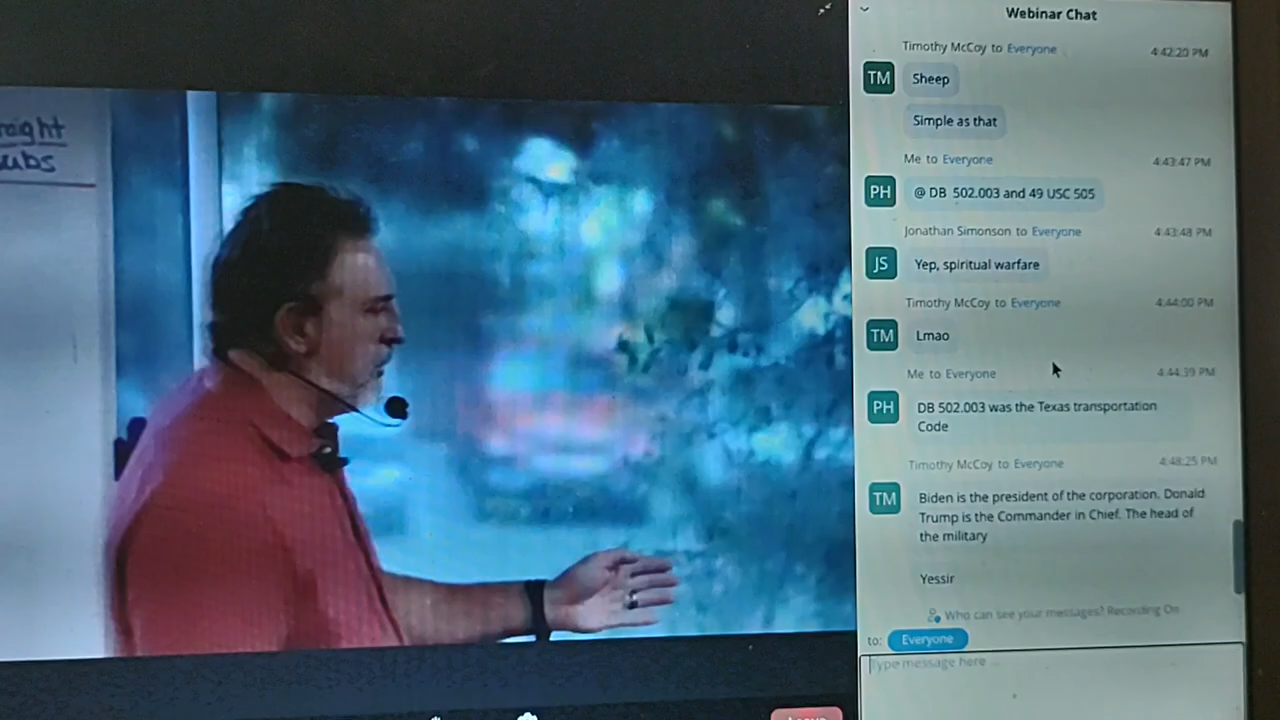 Webinar Chat
Timothy McCoy to Everyone 4:42:20 PM
TM Sheep
Simple as that
Me to Everyone 4:43:47 PM
PH @ DB 502.003 and 49 USC 505
Jonathan Simonson to Everyone 4:43:48 PM
JS Yep, spiritual warfare
Timothy McCoy to Everyone 4:44:00 PM
TM Lmao
Me to Everyone 4:44:39 PM
PH DB 502.003 was the Texas transportation
Code
Timothy McCoy to Everyone 4:48:25 PM
TM Biden is the president of the corporation. Donald
Trump is the Commander in Chief. The head of
the military
Yessir
Who can see your messages? Recording On
to: Everyone
Type message here ...